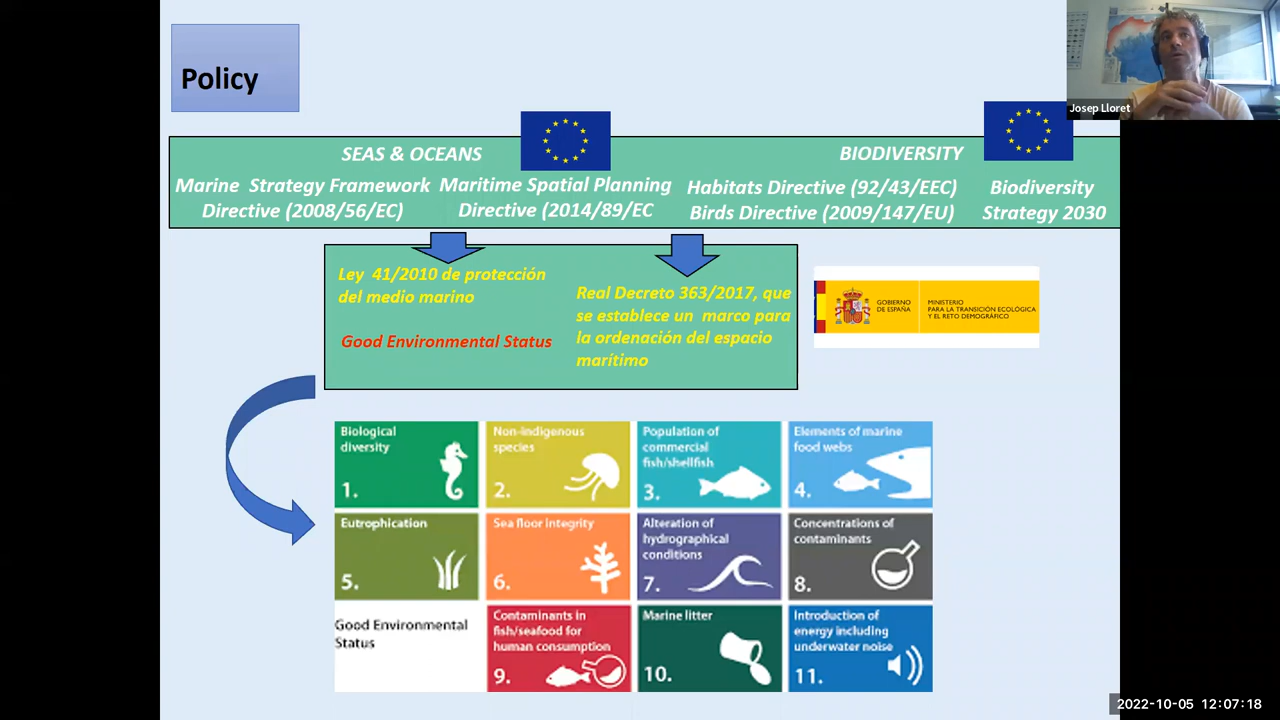 Policy
Josep Lloret
SEAS & OCEANS
Marine Strategy Framework
Directive (2008/56/EC)
Maritime Spatial Planning
Directive (2014/89/EC
BIODIVERSITY
Habitats Directive (92/43/EEC)
Birds Directive (2009/147/EU)
Biodiversity
Strategy 2030
Ley 41/2010 de protección
del medio marino
Good Environmental Status
Real Decreto 363/2017, que
se establece un marco para
la ordenación del espacio
marítimo
GOBIERNO
DE ESPAÑA
MINISTERIO
PARA LA TRANSICIÓN ECOLÓGICA
Y EL RETO DEMOGRÁFICO
Biological
diversity
1.
Non-indigenous
species
2.
Population of
commercial
fish/shellfish
3.
Elements of marine
food webs
4.
Eutrophication
5.
Sea floor integrity
6.
Alteration of
hydrographical
conditions
7.
Concentrations of
contaminants
8.
Good Environmental
Status
Contaminants in
fish/seafood for
human consumption
9.
Marine litter
10.
Introduction of
energy including
underwater noise
11.
2022-10-05 12:07:18